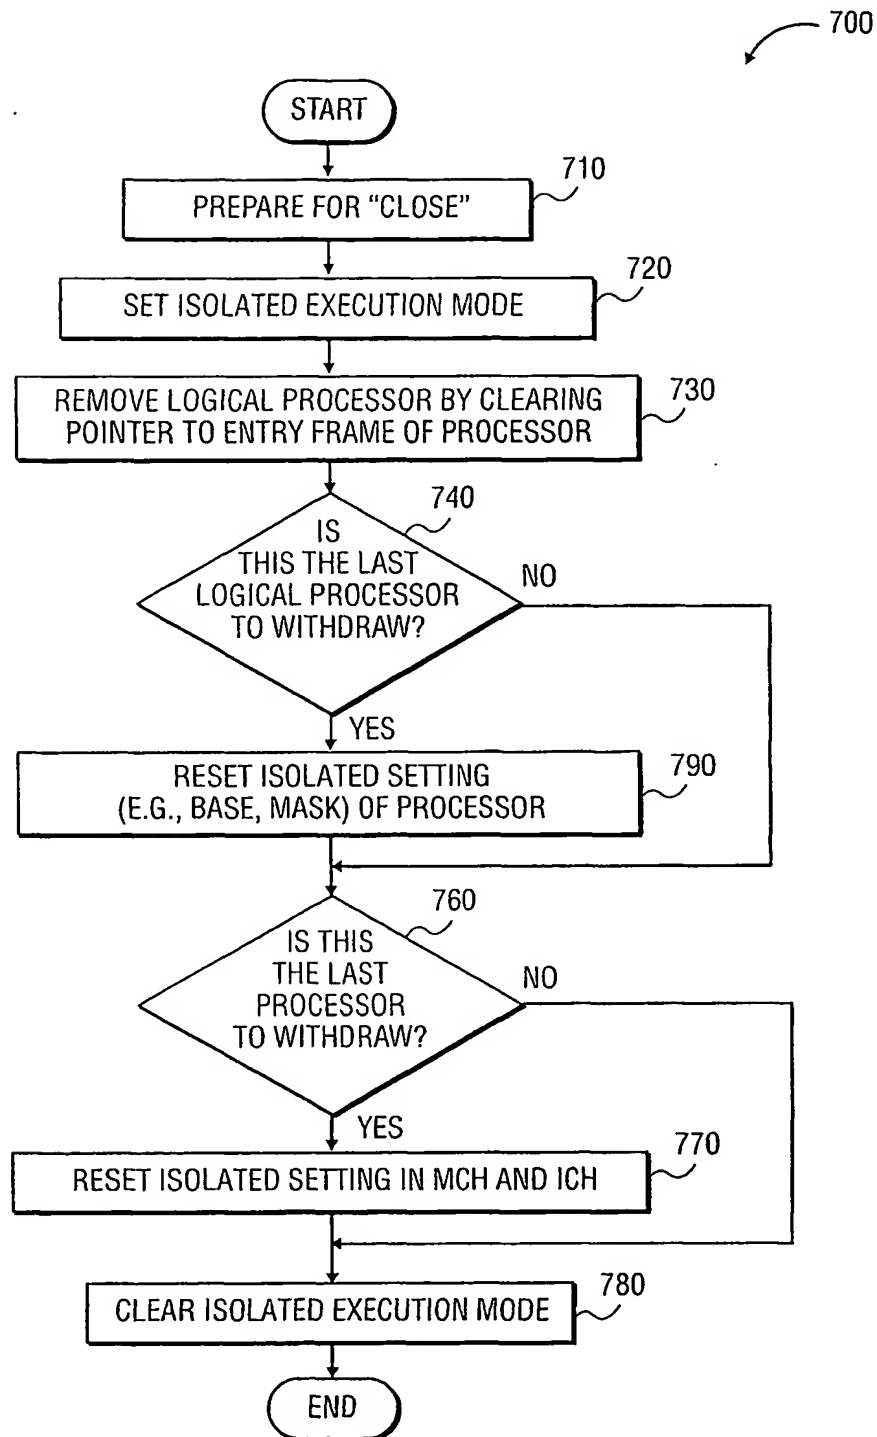 700
START
710
PREPARE FOR "CLOSE"
720
SET ISOLATED EXECUTION MODE
730
REMOVE LOGICAL PROCESSOR BY CLEARING
POINTER TO ENTRY FRAME OF PROCESSOR
740
IS
THIS THE LAST
LOGICAL PROCESSOR
TO WITHDRAW?
NO
YES
790
RESET ISOLATED SETTING
(E.G., BASE, MASK) OF PROCESSOR
760
IS THIS
THE LAST
PROCESSOR
TO WITHDRAW?
NO
YES
770
RESET ISOLATED SETTING IN MCH AND ICH
780
CLEAR ISOLATED EXECUTION MODE
END